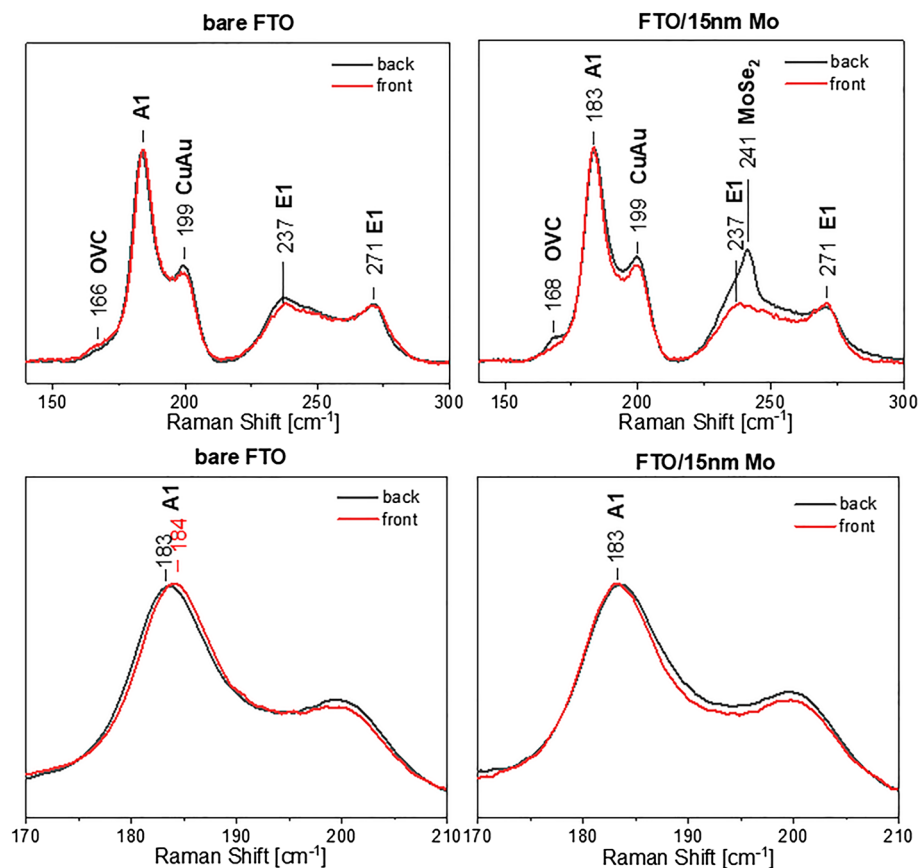 bare FTO
back
front
166 OVC
A1
199 CuAu
237 E1
271 E1
150
200
250
300
Raman Shift [cm⁻¹]
FTO/15nm Mo
back
front
168 OVC
183 A1
199 CuAu
237 E1
241 MoSe₂
271 E1
150
200
250
300
Raman Shift [cm⁻¹]
bare FTO
back
front
183
184
A1
170
180
190
200
210
Raman Shift [cm⁻¹]
FTO/15nm Mo
back
front
183 A1
170
180
190
200
210
Raman Shift [cm⁻¹]